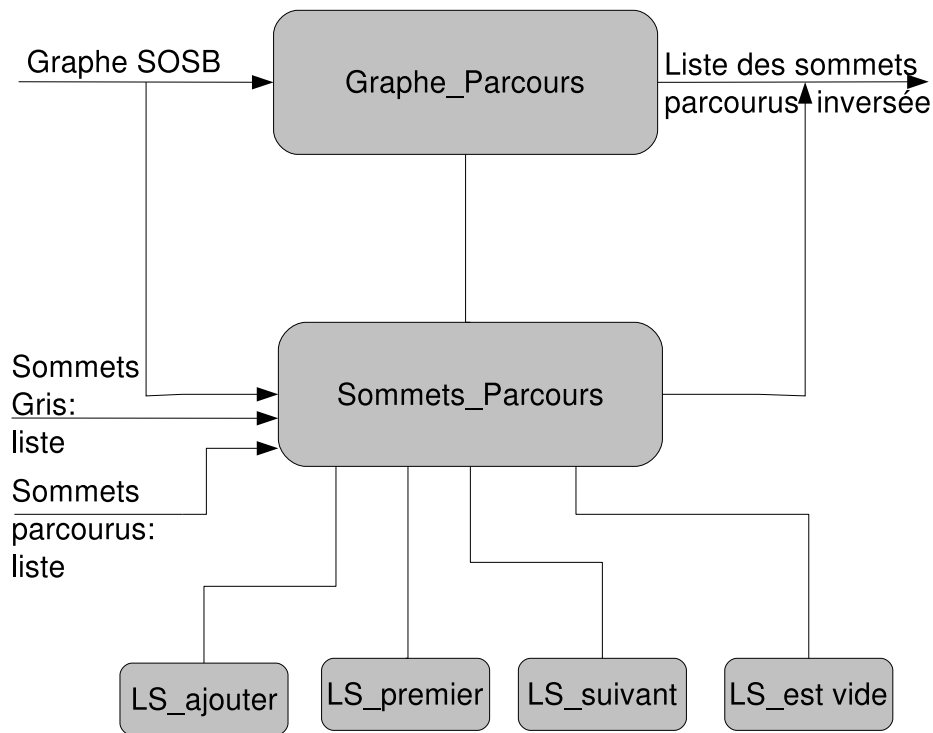 Graphe SOSB
Graphe_Parcours
Liste des sommets
parcourus inversée
Sommets
Gris:
liste
Sommets_Parcours
Sommets
parcourus:
liste
LS_ajouter
LS_premier
LS_suivant
LS_est vide